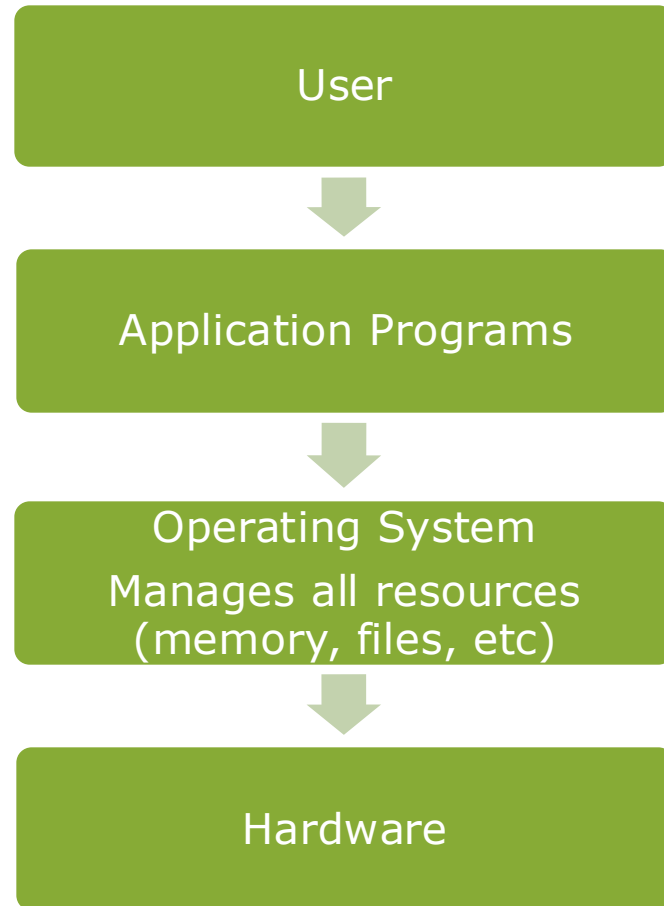 User
Application Programs
Operating System
Manages all resources
(memory, files, etc)
Hardware